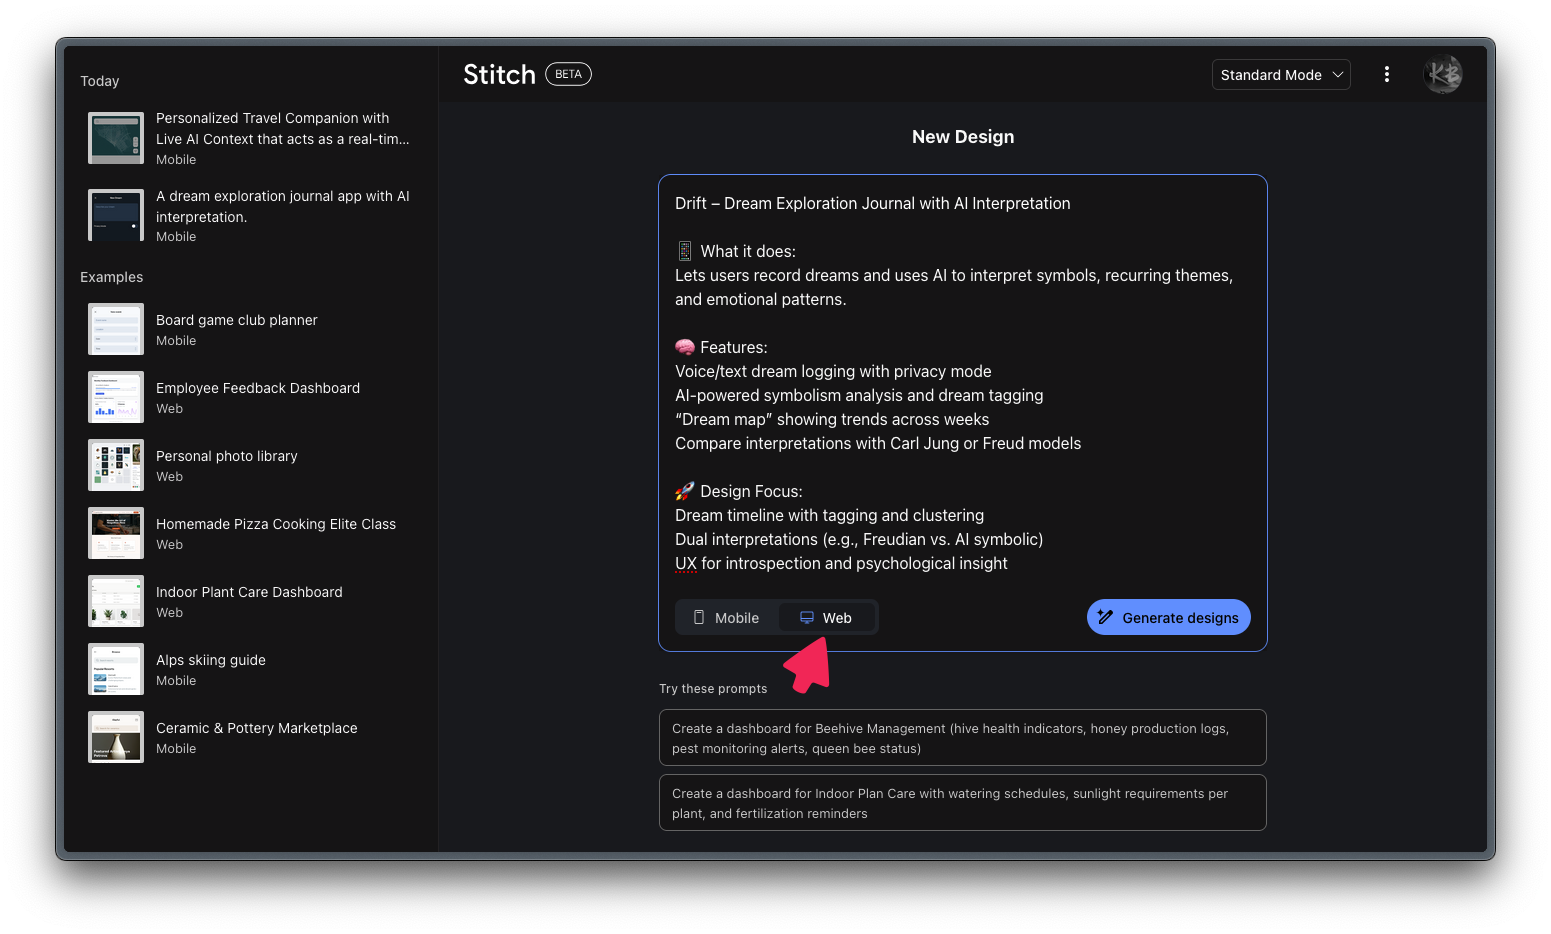 Today
Personalized Travel Companion with
Live AI Context that acts as a real-tim...
Mobile
A dream exploration journal app with AI
interpretation.
Mobile
Examples
Board game club planner
Mobile
Employee Feedback Dashboard
Web
Personal photo library
Web
Homemade Pizza Cooking Elite Class
Web
Indoor Plant Care Dashboard
Web
Alps skiing guide
Mobile
Ceramic & Pottery Marketplace
Mobile
Stitch BETA
Standard Mode
KB
New Design
Drift – Dream Exploration Journal with AI Interpretation
📱 What it does:
Lets users record dreams and uses AI to interpret symbols, recurring themes,
and emotional patterns.
🧠 Features:
Voice/text dream logging with privacy mode
AI-powered symbolism analysis and dream tagging
“Dream map” showing trends across weeks
Compare interpretations with Carl Jung or Freud models
🚀 Design Focus:
Dream timeline with tagging and clustering
Dual interpretations (e.g., Freudian vs. AI symbolic)
UX for introspection and psychological insight
Mobile Web
Generate designs
Try these prompts
Create a dashboard for Beehive Management (hive health indicators, honey production logs,
pest monitoring alerts, queen bee status)
Create a dashboard for Indoor Plan Care with watering schedules, sunlight requirements per
plant, and fertilization reminders